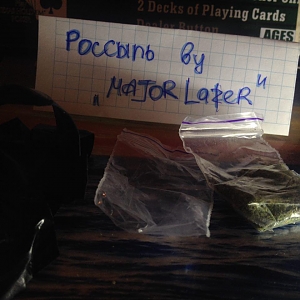 2 Decks of Playing Cards
Dealer Button
AGES
Россыпь by
„MAJOR LaZeR"